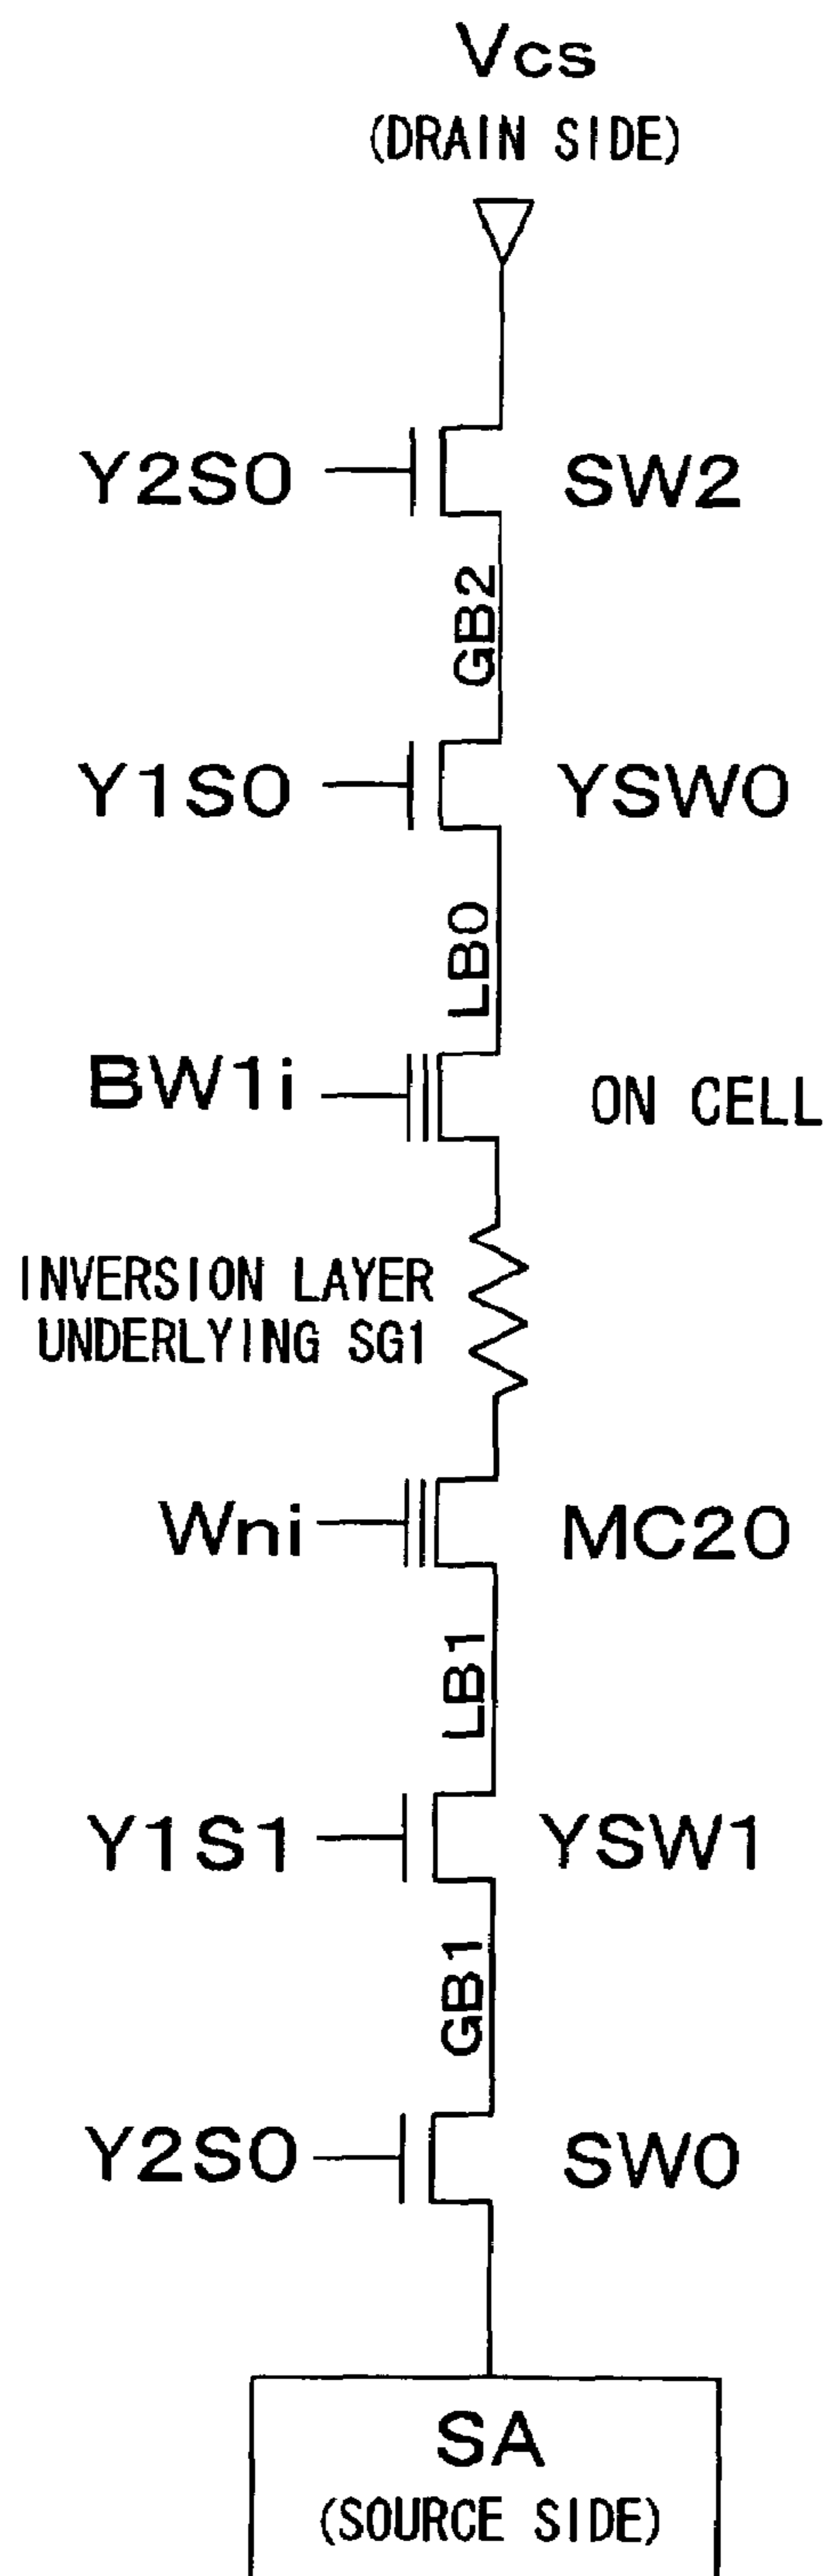 Vcs
(DRAIN SIDE)
Y2S0 SW2
GB2
Y1S0 YSW0
LB0
BW1i ON CELL
INVERSION LAYER
UNDERLYING SG1
Wni MC20
LB1
Y1S1 YSW1
GB1
Y2S0 SW0
SA
(SOURCE SIDE)